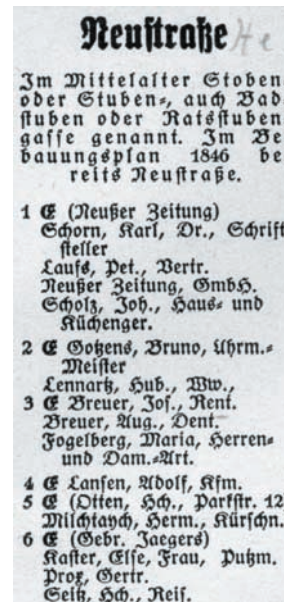 Neustraße He
Im Mittelalter Stoben
oder Stuben-, auch Bad
stuben oder Ratsstuben
gasse genannt. Im Be
bauungsplan 1846 be
reits Neustraße.
1 E (Neußer Zeitung)
Schorn, Karl, Dr., Schrift
steller
Laufs, Pet., Vertr.
Neußer Zeitung, GmbH.
Scholz, Joh., Haus- und
Küchenger.
2 E Gotzens, Bruno, Uhrm.-
Meister
Lennartz, Hub., Ww.,
3 E Breuer, Jos., Rent.
Breuer, Aug., Dent.
Fogelberg, Maria, Herren-
und Dam.-Art.
4 E Lansen, Adolf, Kfm.
5 E (Otten, Hch., Parkstr. 12
Milchtaych, Herm., Kürschn.
6 E (Gebr. Jaegers)
Kaster, Else, Frau, Putzm.
Prox, Gertr.
Seitz, Hch., Reis.